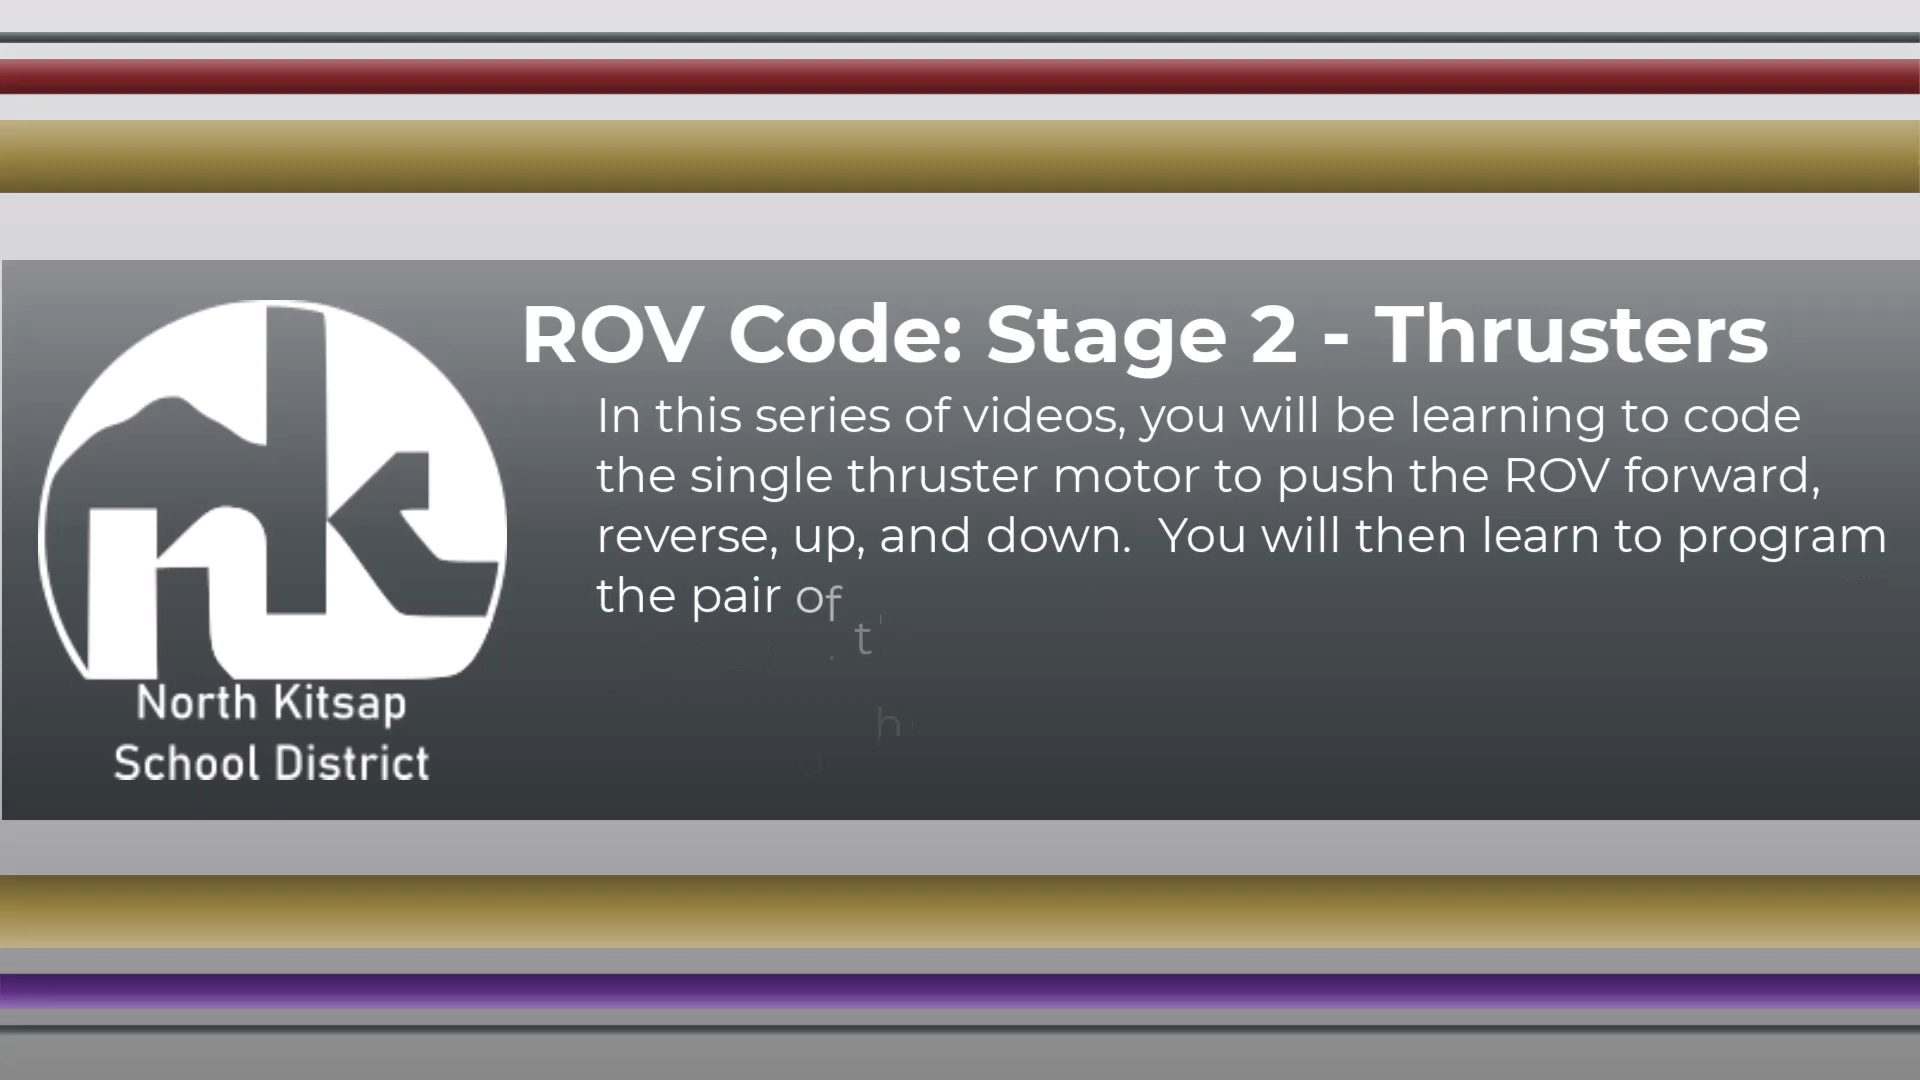 ROV Code: Stage 2 - Thrusters
In this series of videos, you will be learning to code
the single thruster motor to push the ROV forward,
reverse, up, and down.  You will then learn to program
the pair of
North Kitsap
School District